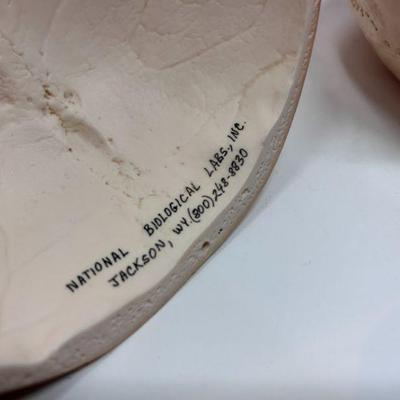 NATIONAL BIOLOGICAL LABS, INC.
JACKSON, WY. (800) 248-8830